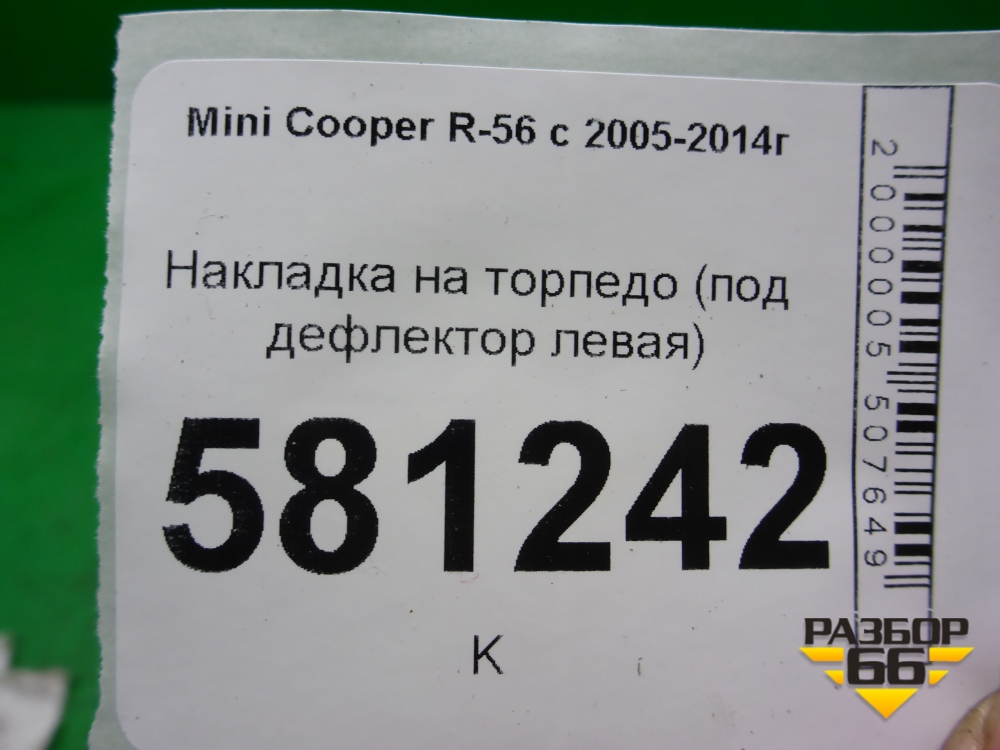 Mini Cooper R-56 с 2005-2014г
Накладка на торпедо (под
дефлектор левая)
581242
К
2000005507649
РАЗБОР
66